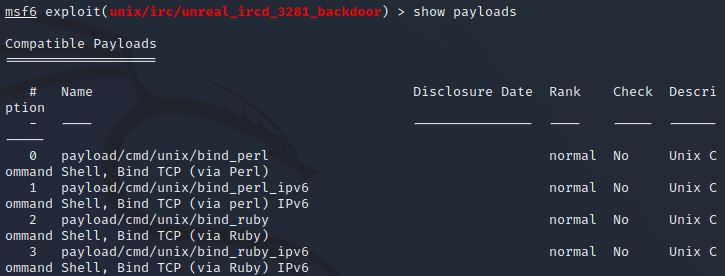 msf6 exploit(unix/irc/unreal_ircd_3281_backdoor) > show payloads
Compatible Payloads
===================
# Name Disclosure Date Rank Check Descri
ption
- ---- --------------- ---- ----- ------
-----
0 payload/cmd/unix/bind_perl normal No Unix C
ommand Shell, Bind TCP (via Perl)
1 payload/cmd/unix/bind_perl_ipv6 normal No Unix C
ommand Shell, Bind TCP (via perl) IPv6
2 payload/cmd/unix/bind_ruby normal No Unix C
ommand Shell, Bind TCP (via Ruby)
3 payload/cmd/unix/bind_ruby_ipv6 normal No Unix C
ommand Shell, Bind TCP (via Ruby) IPv6